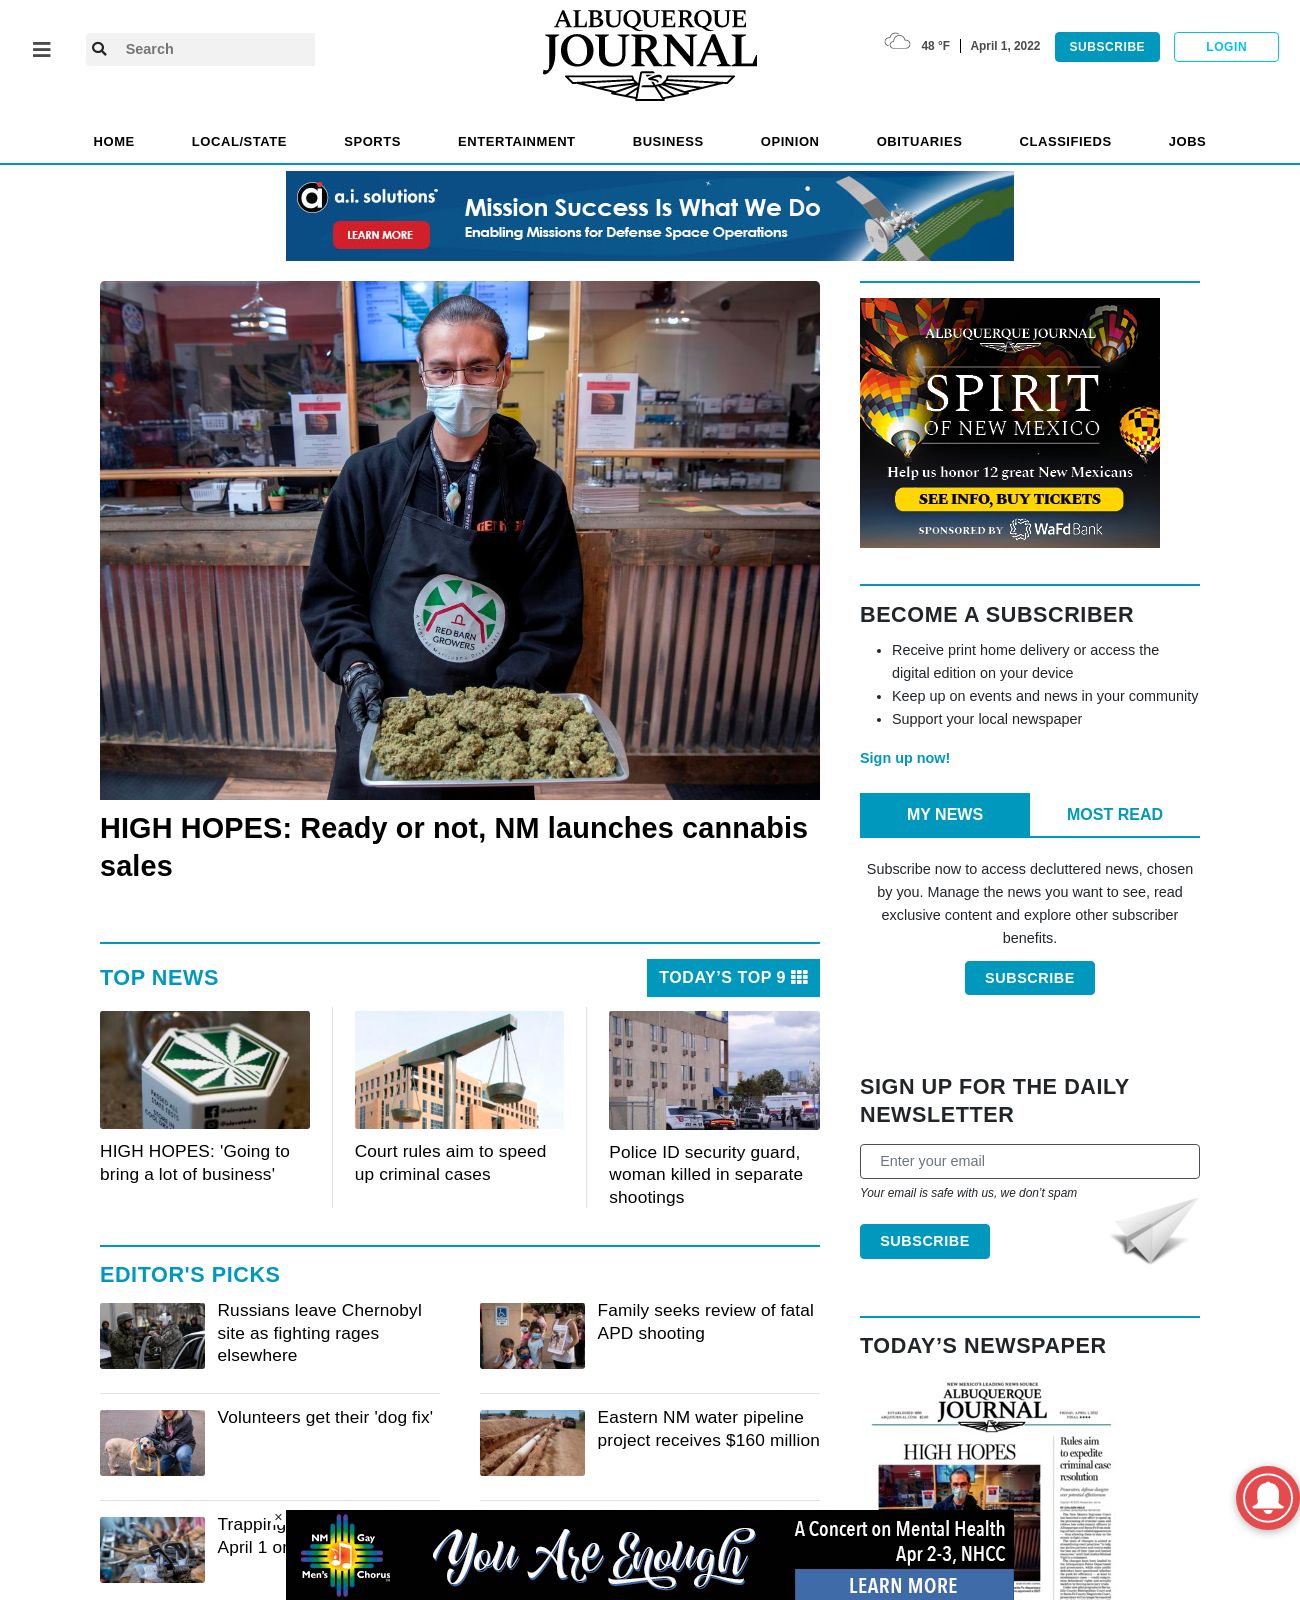 Search
ALBUQUERQUE
JOURNAL
48 °F
April 1, 2022
SUBSCRIBE
LOGIN
HOME
LOCAL/STATE
SPORTS
ENTERTAINMENT
BUSINESS
OPINION
OBITUARIES
CLASSIFIEDS
JOBS
a.i. solutions
LEARN MORE
Mission Success Is What We Do
Enabling Missions for Defense Space Operations
RED BARN
GROWERS
HIGH HOPES: Ready or not, NM launches cannabis
sales
ALBUQUERQUE JOURNAL
SPIRIT
OF NEW MEXICO
Help us honor 12 great New Mexicans
SEE INFO, BUY TICKETS
SPONSORED BY WaFd Bank
BECOME A SUBSCRIBER
• Receive print home delivery or access the
digital edition on your device
• Keep up on events and news in your community
• Support your local newspaper
Sign up now!
MY NEWS
MOST READ
Subscribe now to access decluttered news, chosen
by you. Manage the news you want to see, read
exclusive content and explore other subscriber
benefits.
SUBSCRIBE
TOP NEWS
TODAY’S TOP 9
HIGH HOPES: 'Going to
bring a lot of business'
Court rules aim to speed
up criminal cases
Police ID security guard,
woman killed in separate
shootings
SIGN UP FOR THE DAILY
NEWSLETTER
Enter your email
Your email is safe with us, we don’t spam
SUBSCRIBE
EDITOR'S PICKS
Russians leave Chernobyl
site as fighting rages
elsewhere
Family seeks review of fatal
APD shooting
Volunteers get their 'dog fix'
Eastern NM water pipeline
project receives $160 million
Trapping
April 1 or
TODAY’S NEWSPAPER
NEW MEXICO'S LEADING NEWS SOURCE
ALBUQUERQUE
JOURNAL
FRIDAY, APRIL 1, 2022
HIGH HOPES
Rules aim
to expedite
criminal case
resolution
×
NM Gay
Men's Chorus
You Are Enough
A Concert on Mental Health
Apr 2-3, NHCC
LEARN MORE